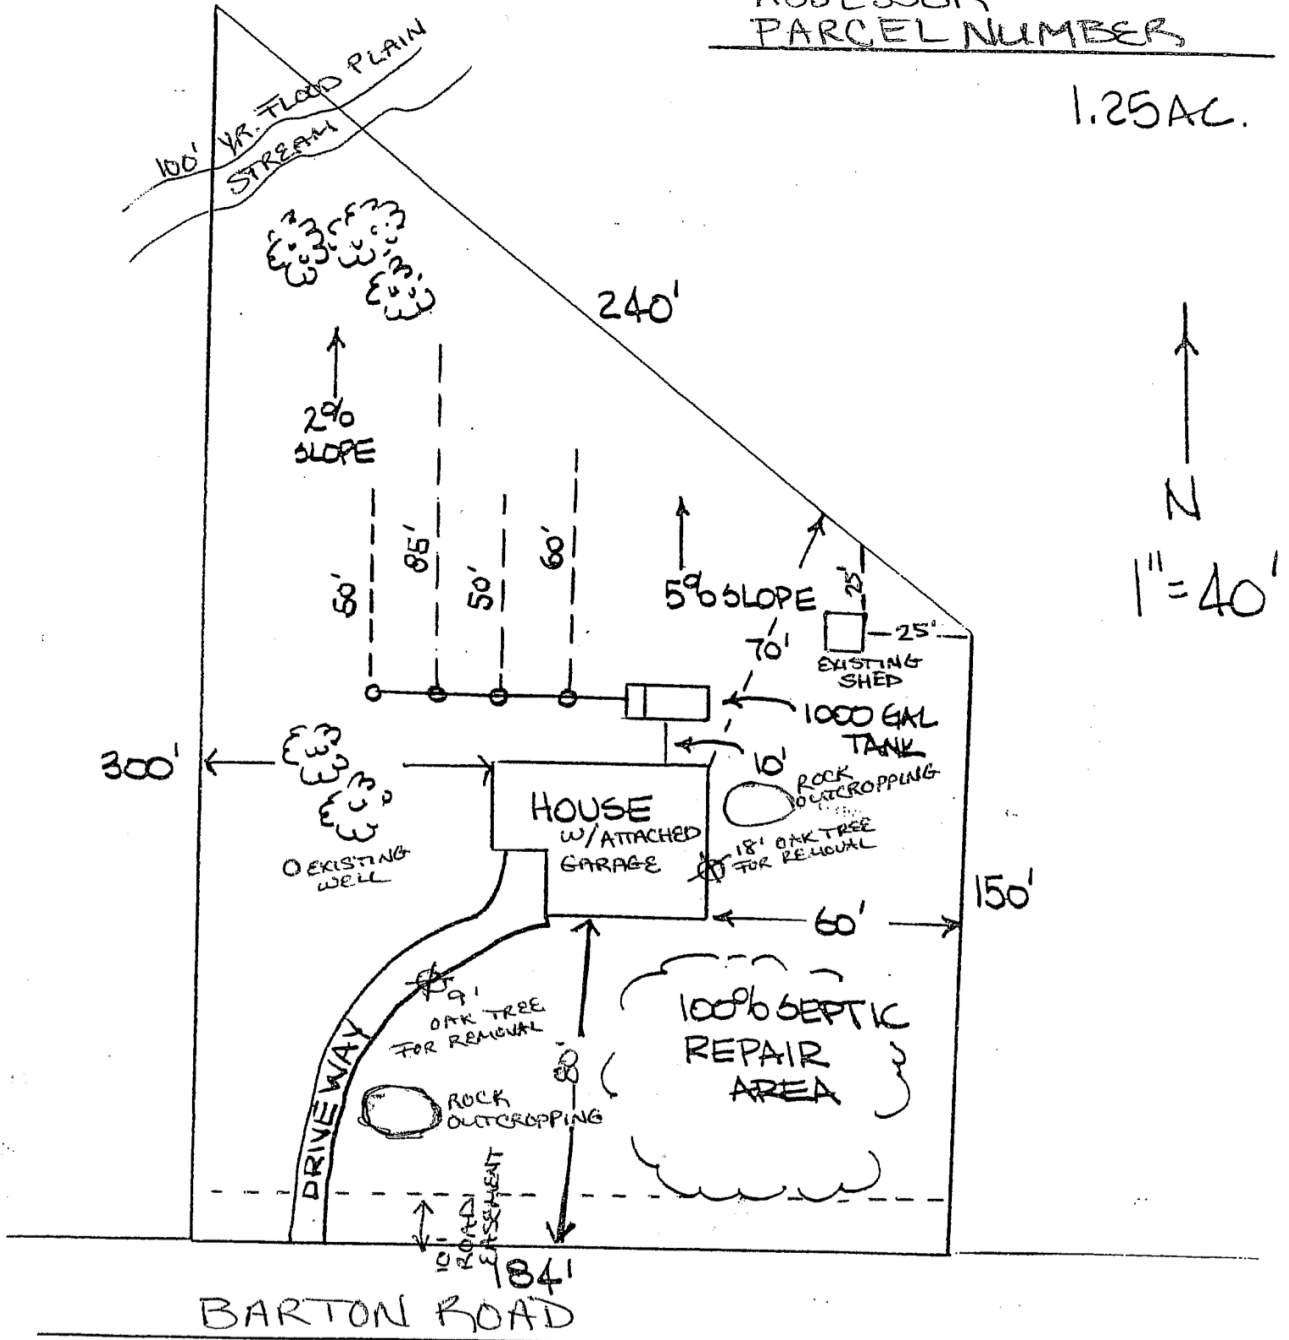 PARCEL NUMBER
1.25AC.
100' YR. FLOOD PLAIN
STREAM
240'
2%
SLOPE
N
1"=40'
50'
85'
50'
60'
5% SLOPE
25'
25'
70'
EXISTING
SHED
1000 GAL
TANK
10'
300'
HOUSE
W/ATTACHED
GARAGE
ROCK
OUTCROPPING
18' OAK TREE
FOR REMOVAL
EXISTING
WELL
150'
60'
9'
OAK TREE
FOR REMOVAL
80'
100% SEPTIC
REPAIR
AREA
DRIVEWAY
ROCK
OUTCROPPING
10'
ROAD
EASEMENT
184'
BARTON ROAD